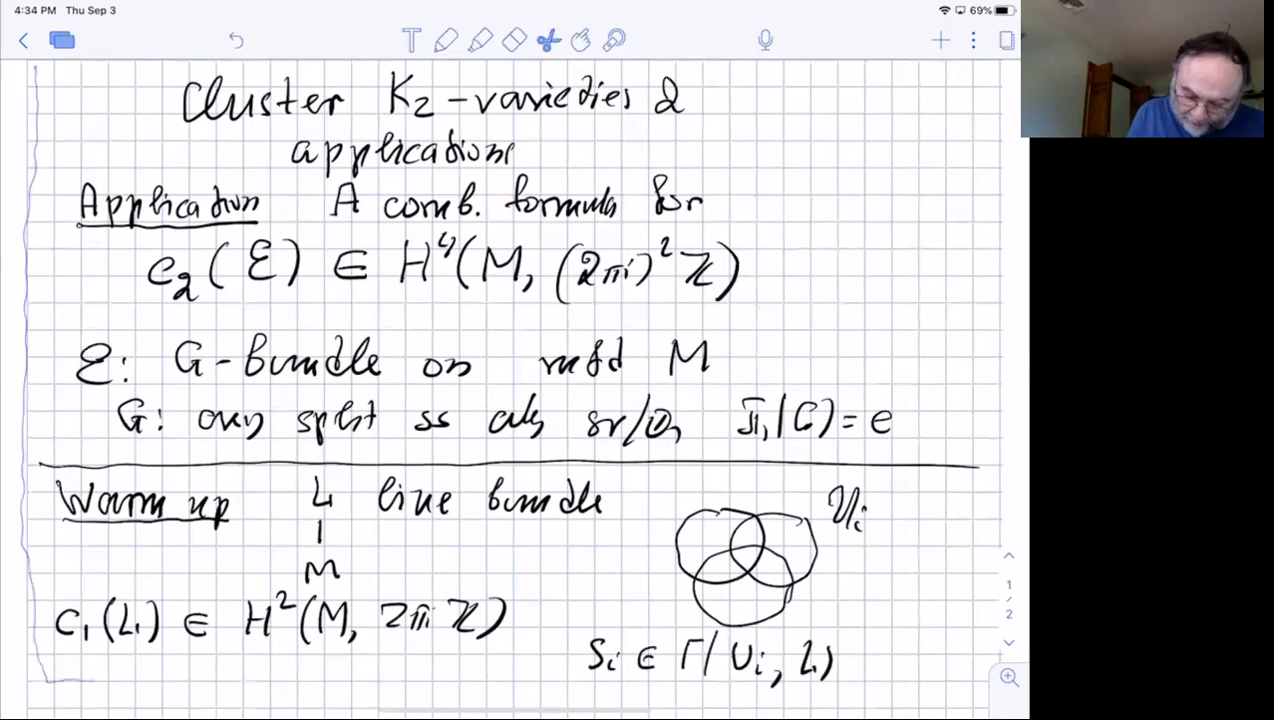 4:34 PM Thu Sep 3
69%
Cluster K₂-varieties &
applications
Application A comb. formula for
c₂(ℰ) ∈ H⁴(M, (2πi)²ℤ)
ℰ: G-bundle on mfd M
G: any split ss alg gr/ℚ, π₁(G) = e
Warm up L line bundle
M
𝒰ᵢ
c₁(L) ∈ H²(M, 2πi ℤ)
Sᵢ ∈ Γ(Uᵢ, L)
1
/
2